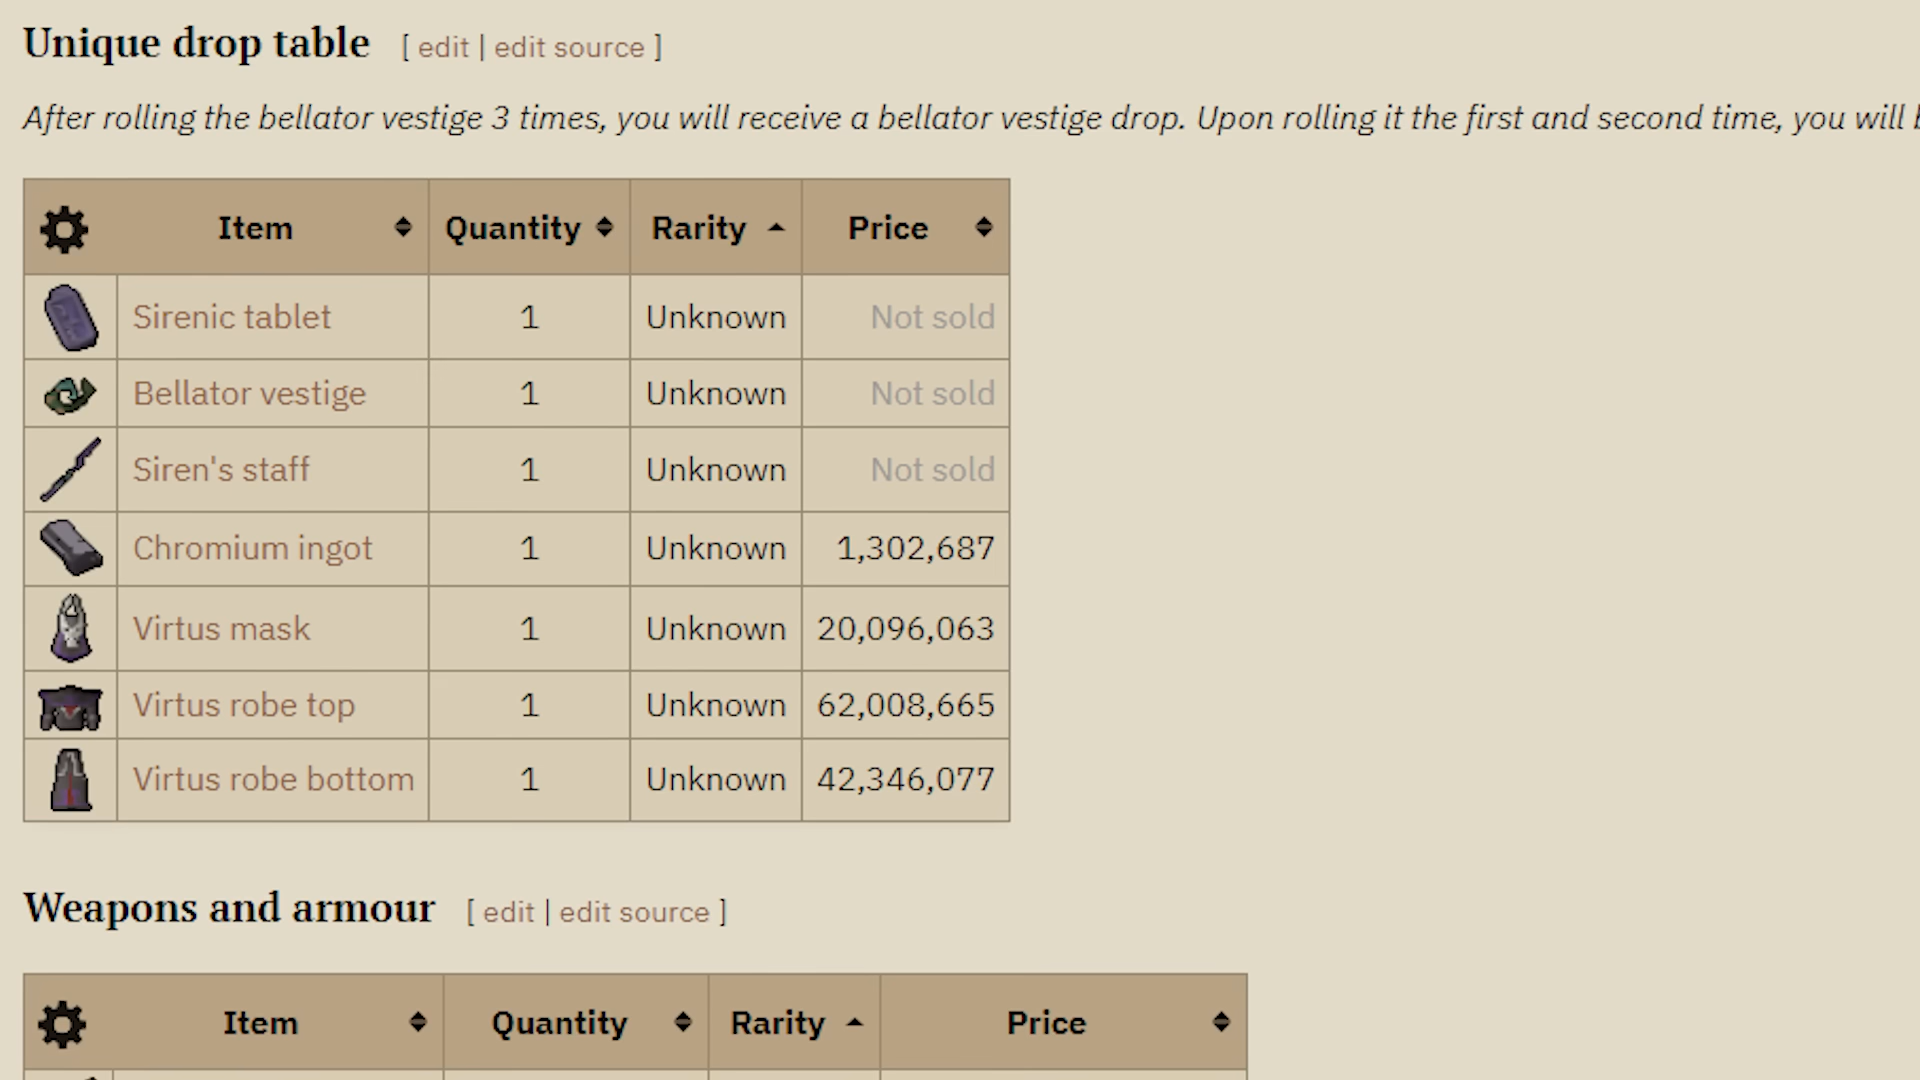 Unique drop table [ edit | edit source ]
After rolling the bellator vestige 3 times, you will receive a bellator vestige drop. Upon rolling it the first and second time, you will
Item Quantity Rarity Price
Sirenic tablet 1 Unknown Not sold
Bellator vestige 1 Unknown Not sold
Siren's staff 1 Unknown Not sold
Chromium ingot 1 Unknown 1,302,687
Virtus mask 1 Unknown 20,096,063
Virtus robe top 1 Unknown 62,008,665
Virtus robe bottom 1 Unknown 42,346,077
Weapons and armour [ edit | edit source ]
Item Quantity Rarity Price